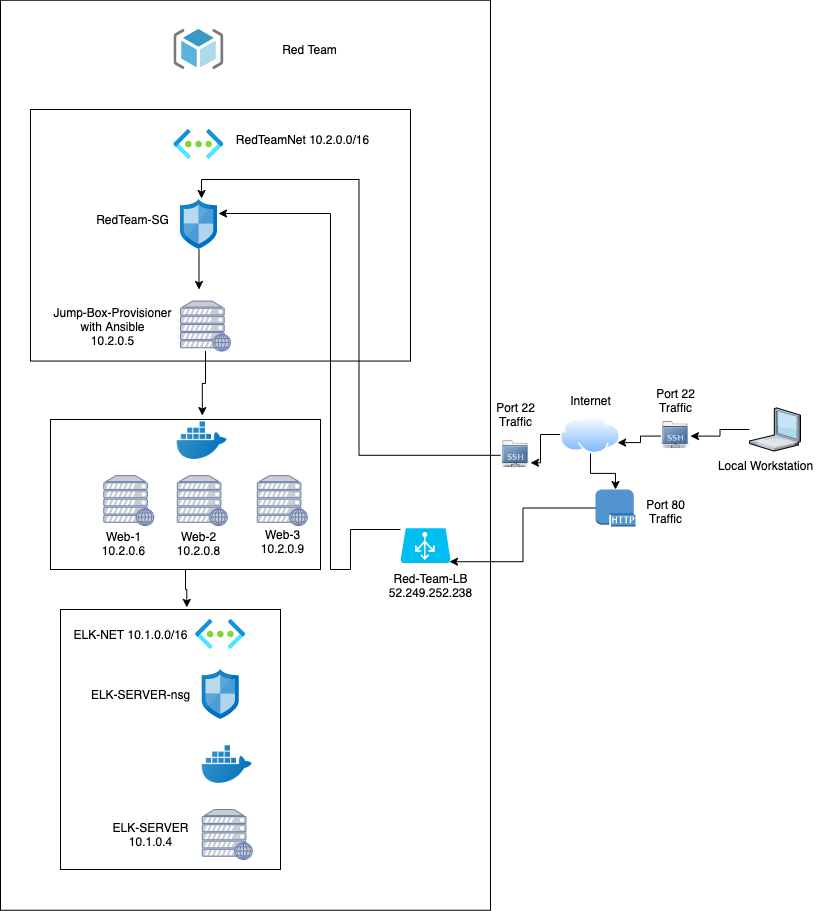 Red Team
RedTeamNet 10.2.0.0/16
RedTeam-SG
Jump-Box-Provisioner
with Ansible
10.2.0.5
Port 22
Traffic
SSH
Internet
Port 22
Traffic
SSH
Local Workstation
Port 80
Traffic
HTTP
Web-1
10.2.0.6
Web-2
10.2.0.8
Web-3
10.2.0.9
Red-Team-LB
52.249.252.238
ELK-NET 10.1.0.0/16
ELK-SERVER-nsg
ELK-SERVER
10.1.0.4